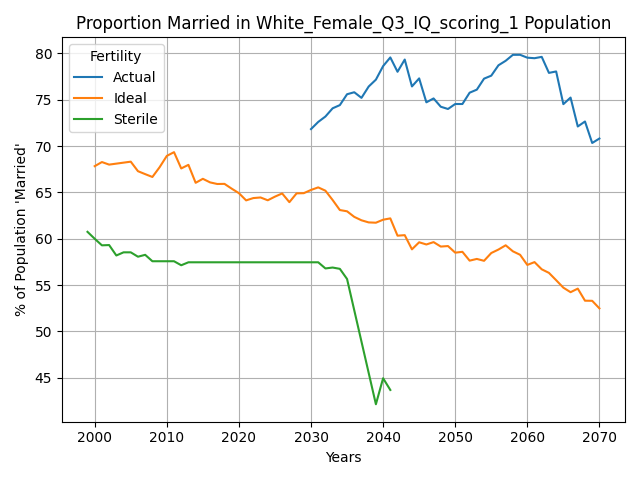 Proportion Married in White_Female_Q3_IQ_scoring_1 Population
Fertility
Actual
Ideal
Sterile
% of Population 'Married'
80
75
70
65
60
55
50
45
2000 2010 2020 2030 2040 2050 2060 2070
Years